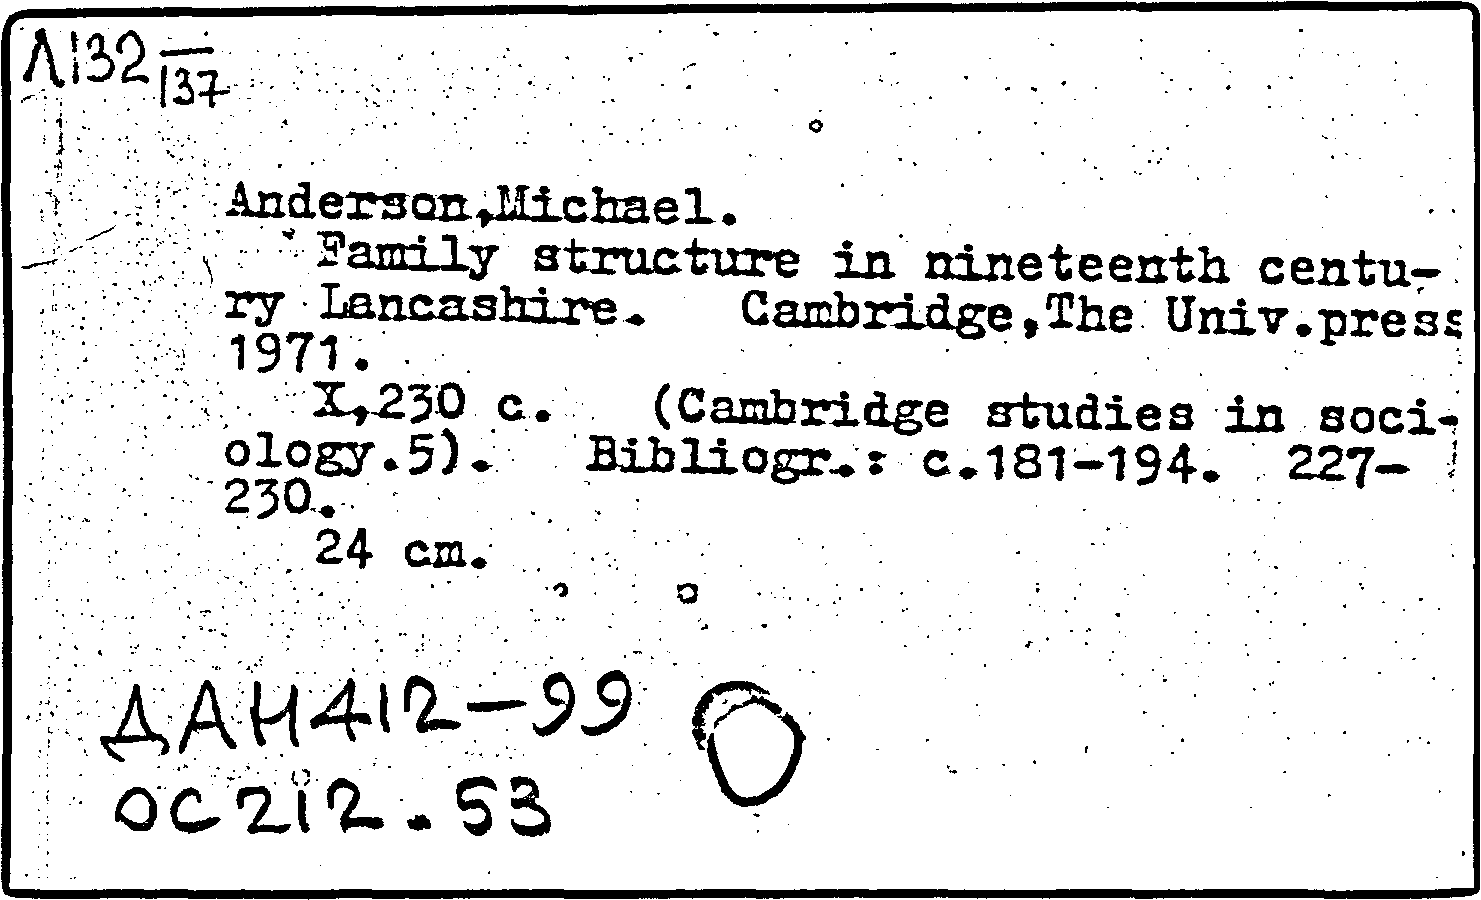 Л132 137
Anderson,Michael.
Family structure in nineteenth centu-
ry Lancashire. Cambridge,The Univ.press
1971.
X,230 c. (Cambridge studies in soci-
ology.5). Bibliogr.: c.181-194. 227-
230.
24 cm.
ДАН412-99
ОС212.53